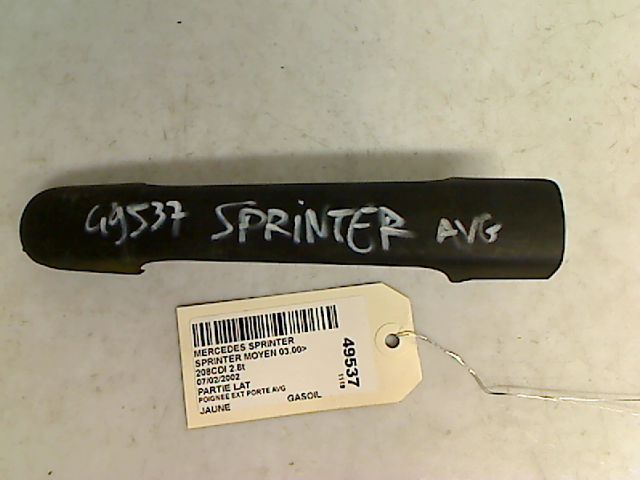 49537 SPRINTER AVG
MERCEDES SPRINTER
SPRINTER MOYEN 03.00>
208CDI 2.8t
07/02/2002
PARTIE LAT
POIGNEE EXT PORTE AVG
GASOIL
JAUNE
49537
1119